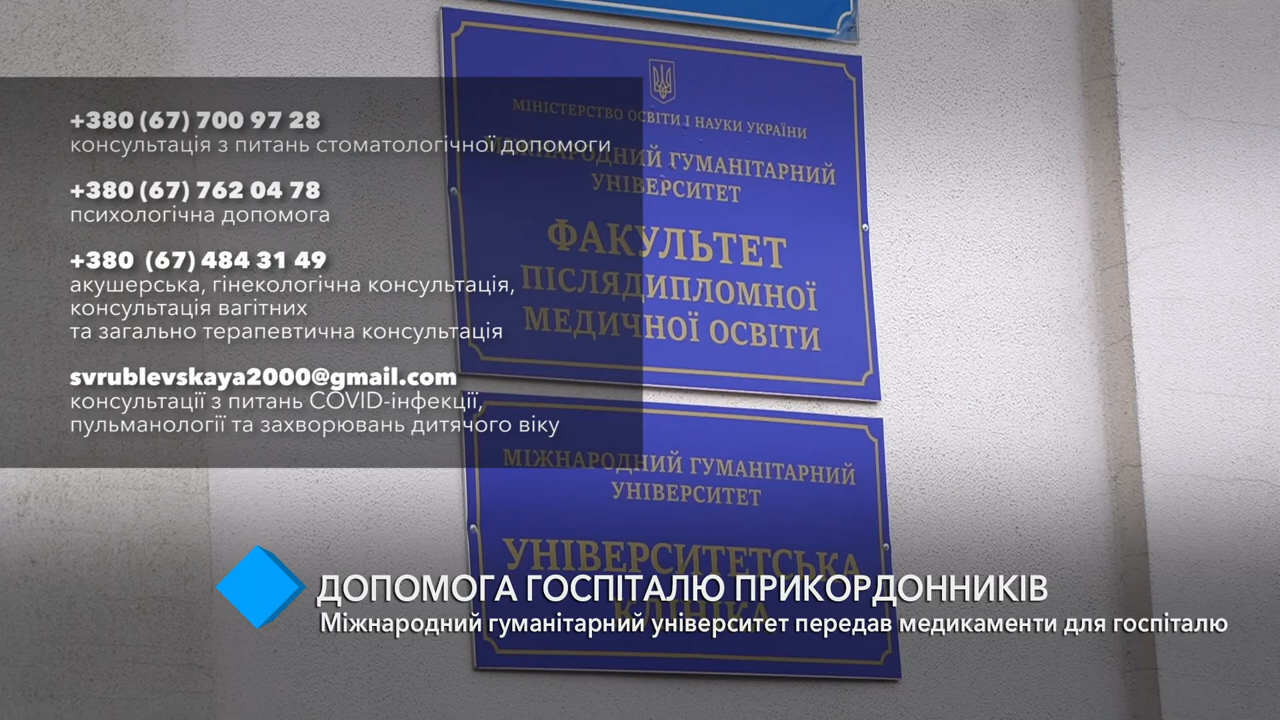 +380 (67) 700 97 28
консультація з питань стоматологічної допомоги
+380 (67) 762 04 78
психологічна допомога
+380 (67) 484 31 49
акушерська, гінекологічна консультація,
консультація вагітних
та загально терапевтична консультація
svrublevskaya2000@gmail.com
консультації з питань COVID-інфекції,
пульманології та захворювань дитячого віку
МІНІСТЕРСТВО ОСВІТИ І НАУКИ УКРАЇНИ
МІЖНАРОДНИЙ ГУМАНІТАРНИЙ
УНІВЕРСИТЕТ
ФАКУЛЬТЕТ
ПІСЛЯДИПЛОМНОЇ
МЕДИЧНОЇ ОСВІТИ
МІЖНАРОДНИЙ ГУМАНІТАРНИЙ
УНІВЕРСИТЕТ
УНІВЕРСИТЕТСЬКА
КЛІНІКА
ДОПОМОГА ГОСПІТАЛЮ ПРИКОРДОННИКІВ
Міжнародний гуманітарний університет передав медикаменти для госпіталю